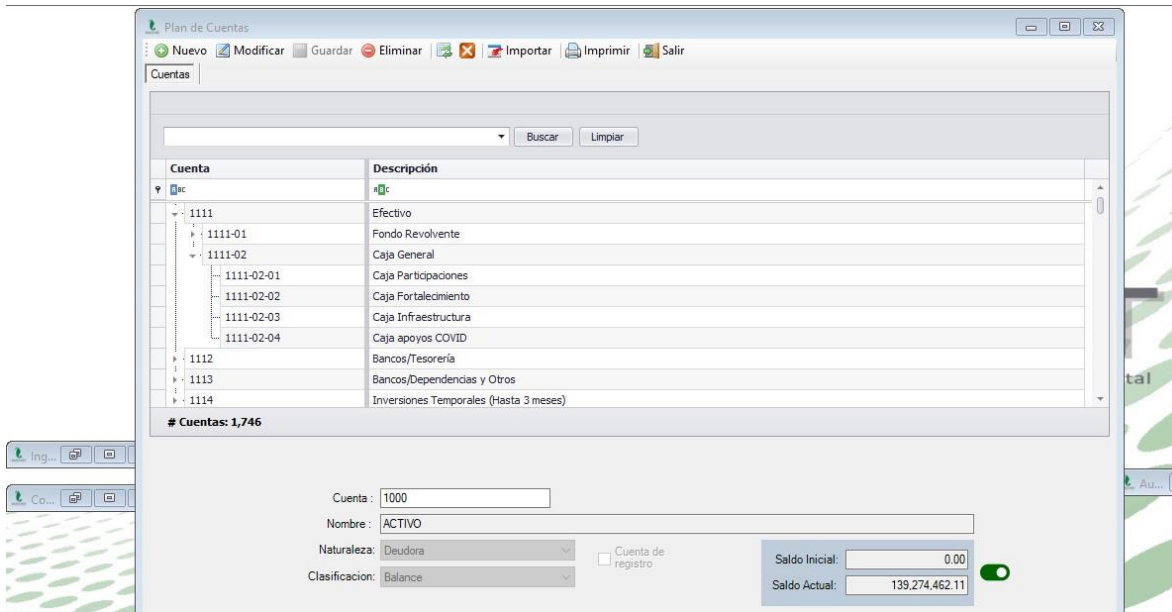 Plan de Cuentas
Nuevo Modificar Guardar Eliminar Importar Imprimir Salir
Cuentas
Buscar Limpiar
Cuenta Descripción
1111 Efectivo
1111-01 Fondo Revolvente
1111-02 Caja General
1111-02-01 Caja Participaciones
1111-02-02 Caja Fortalecimiento
1111-02-03 Caja Infraestructura
1111-02-04 Caja apoyos COVID
1112 Bancos/Tesorería
1113 Bancos/Dependencias y Otros
1114 Inversiones Temporales (Hasta 3 meses)
# Cuentas: 1,746
T
tal
Ing...
Co...
Au...
Cuenta : 1000
Nombre : ACTIVO
Naturaleza: Deudora Cuenta de registro
Clasificacion: Balance
Saldo Inicial: 0.00
Saldo Actual: 139,274,462.11